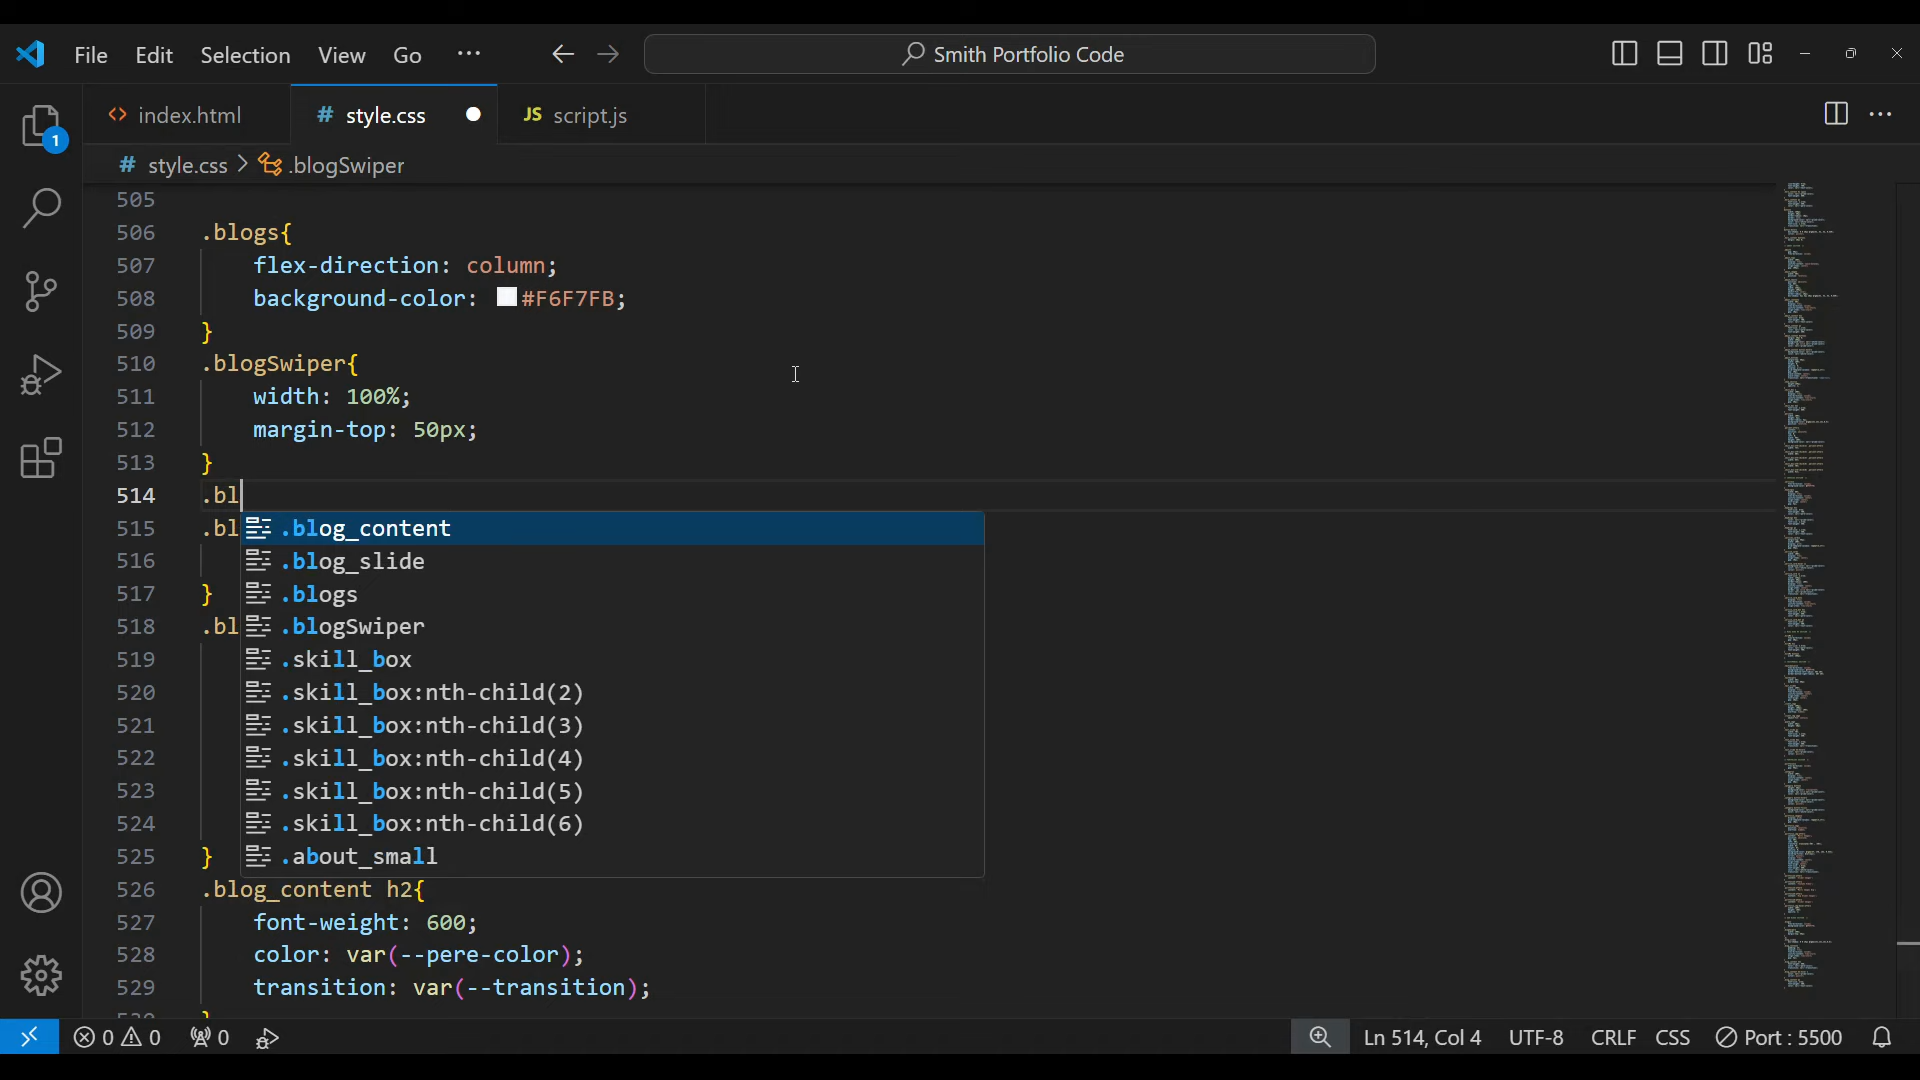 File Edit Selection View Go ··· Smith Portfolio Code
index.html # style.css JS script.js
# style.css > .blogSwiper
505
506 .blogs{
507 flex-direction: column;
508 background-color: #F6F7FB;
509 }
510 .blogSwiper{
511 width: 100%;
512 margin-top: 50px;
513 }
514 .bl
515 .bl .blog_content
516 .blog_slide
517 } .blogs
518 .bl .blogSwiper
519 .skill_box
520 .skill_box:nth-child(2)
521 .skill_box:nth-child(3)
522 .skill_box:nth-child(4)
523 .skill_box:nth-child(5)
524 .skill_box:nth-child(6)
525 } .about_small
526 .blog_content h2{
527 font-weight: 600;
528 color: var(--pere-color);
529 transition: var(--transition);
1
0 0 0 Ln 514, Col 4 UTF-8 CRLF CSS Port : 5500